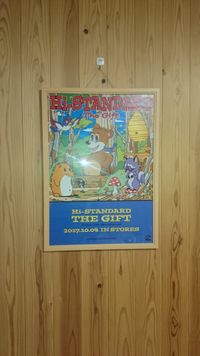 Hi-STANDARD
The Gift
Hi-STANDARD
THE GIFT
2017.10.04 IN STORES